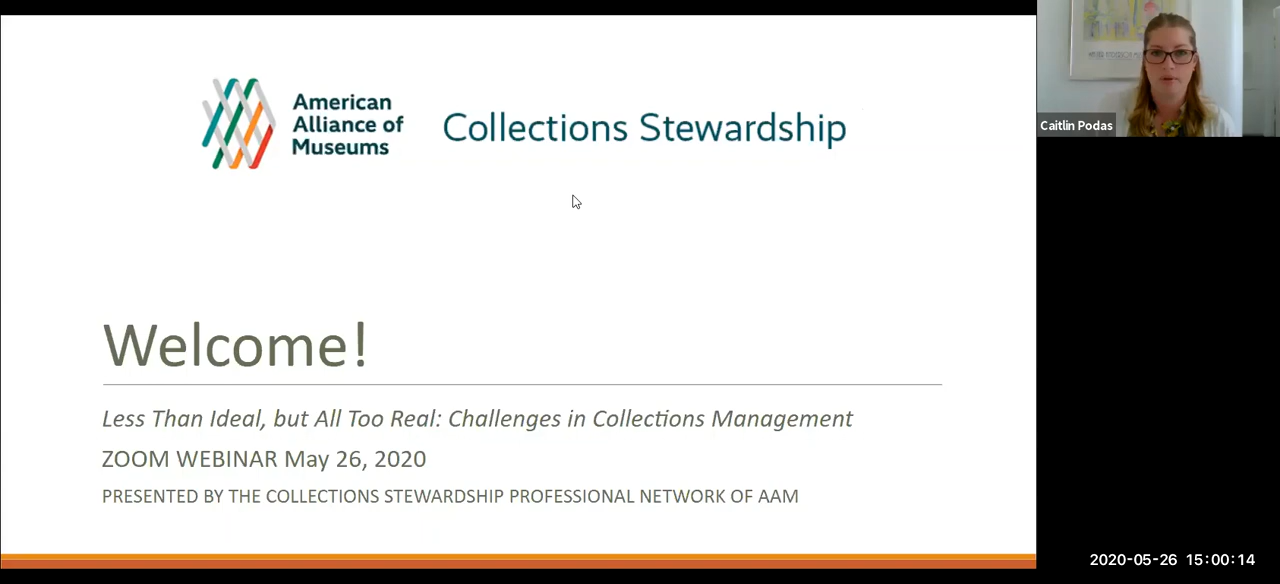 American
Alliance of
Museums
Collections Stewardship
Caitlin Podas
Welcome!
Less Than Ideal, but All Too Real: Challenges in Collections Management
ZOOM WEBINAR May 26, 2020
PRESENTED BY THE COLLECTIONS STEWARDSHIP PROFESSIONAL NETWORK OF AAM
2020-05-26 15:00:14